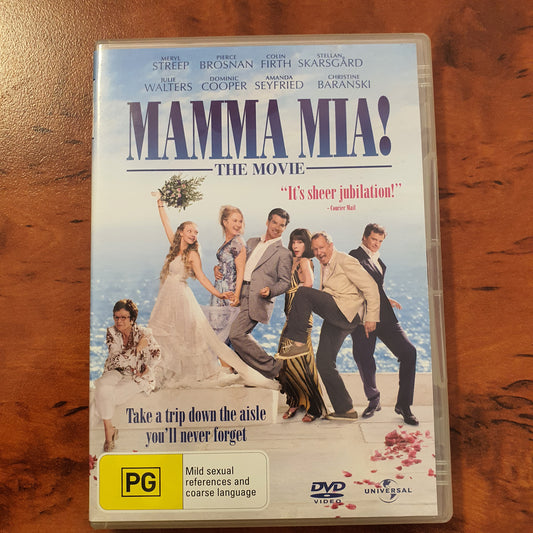 MERYL STREEP PIERCE BROSNAN COLIN FIRTH STELLAN SKARSGÅRD
JULIE WALTERS DOMINIC COOPER AMANDA SEYFRIED CHRISTINE BARANSKI
MAMMA MIA!
THE MOVIE
"It's sheer jubilation!"
- Courier Mail
Take a trip down the aisle
you'll never forget
PG
Mild sexual
references and
coarse language
DVD
VIDEO
UNIVERSAL